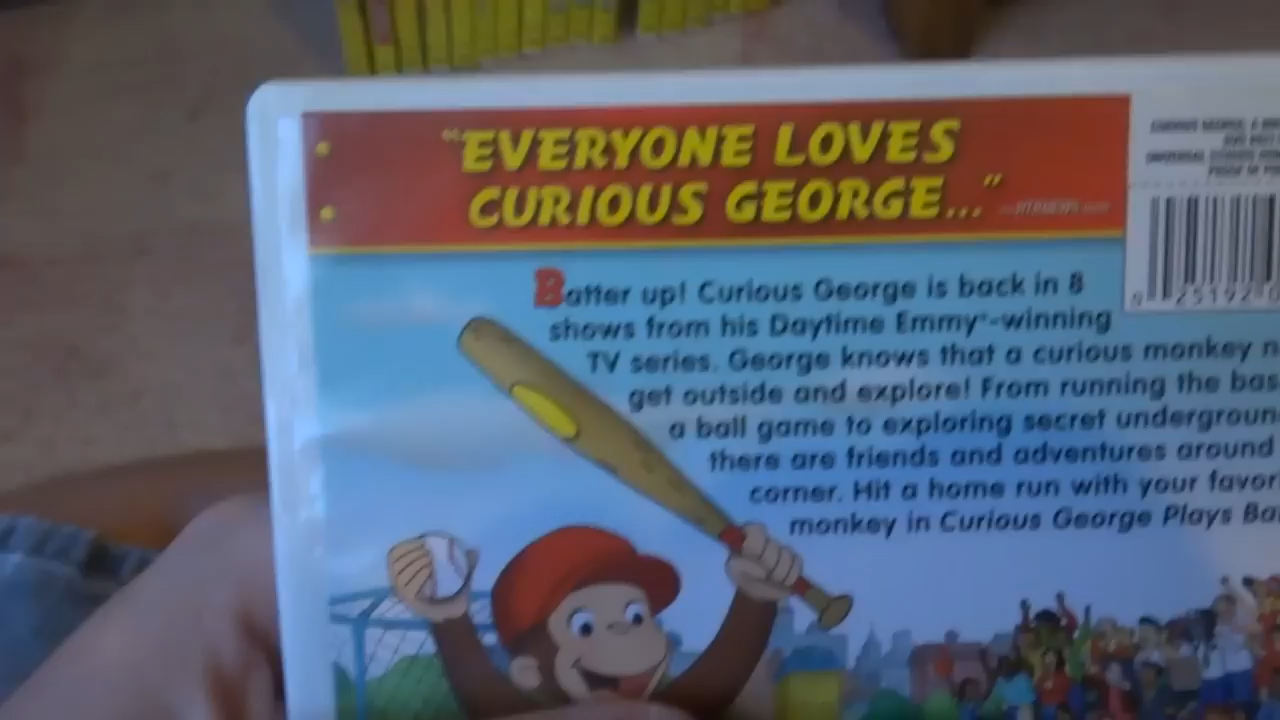 "EVERYONE LOVES
CURIOUS GEORGE..."
Batter up! Curious George is back in 8
shows from his Daytime Emmy®-winning
TV series. George knows that a curious monkey n
get outside and explore! From running the bas
a ball game to exploring secret undergroun
there are friends and adventures around
corner. Hit a home run with your favor
monkey in Curious George Plays Ba
0 25192 0